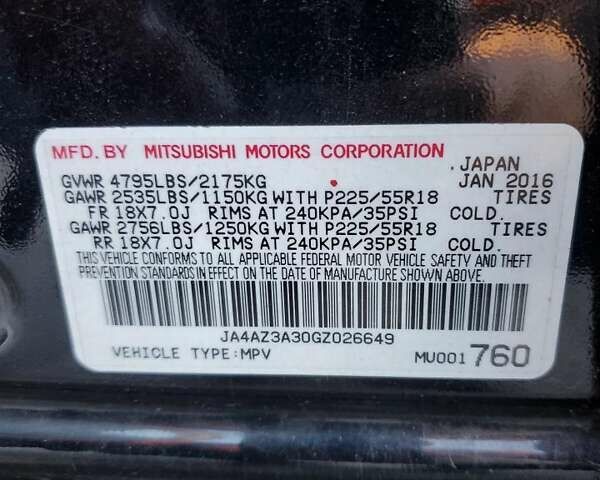 MFD. BY MITSUBISHI MOTORS CORPORATION
JAPAN
GVWR 4795LBS/2175KG JAN 2016
GAWR 2535LBS/1150KG WITH P225/55R18 TIRES
FR 18X7.0J RIMS AT 240KPA/35PSI COLD.
GAWR 2756LBS/1250KG WITH P225/55R18 TIRES
RR 18X7.0J RIMS AT 240KPA/35PSI COLD.
THIS VEHICLE CONFORMS TO ALL APPLICABLE FEDERAL MOTOR VEHICLE SAFETY AND THEFT
PREVENTION STANDARDS IN EFFECT ON THE DATE OF MANUFACTURE SHOWN ABOVE.
JA4AZ3A30GZ026649
VEHICLE TYPE:MPV MU001760